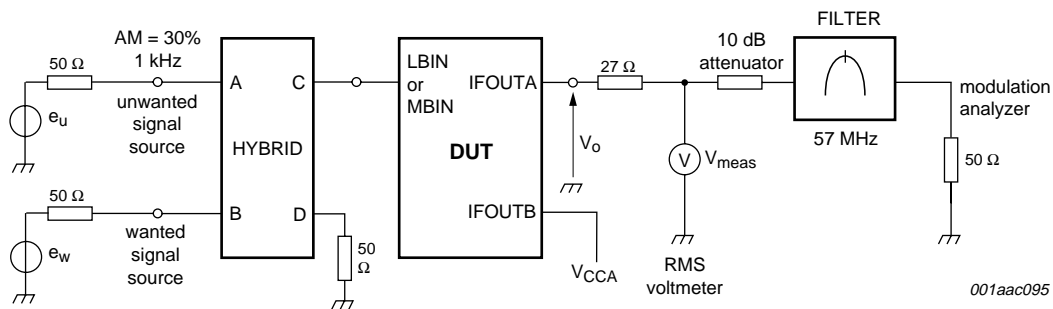 50 Ω
AM = 30%
1 kHz
unwanted
signal
source
e_u
50 Ω
wanted
signal
source
e_w
A
B
C
D
HYBRID
50
Ω
LBIN
or
MBIN
IFOUTA
DUT
IFOUTB
V_CCA
V_o
27 Ω
V
V_meas
RMS
voltmeter
10 dB
attenuator
FILTER
57 MHz
modulation
analyzer
50 Ω
001aac095